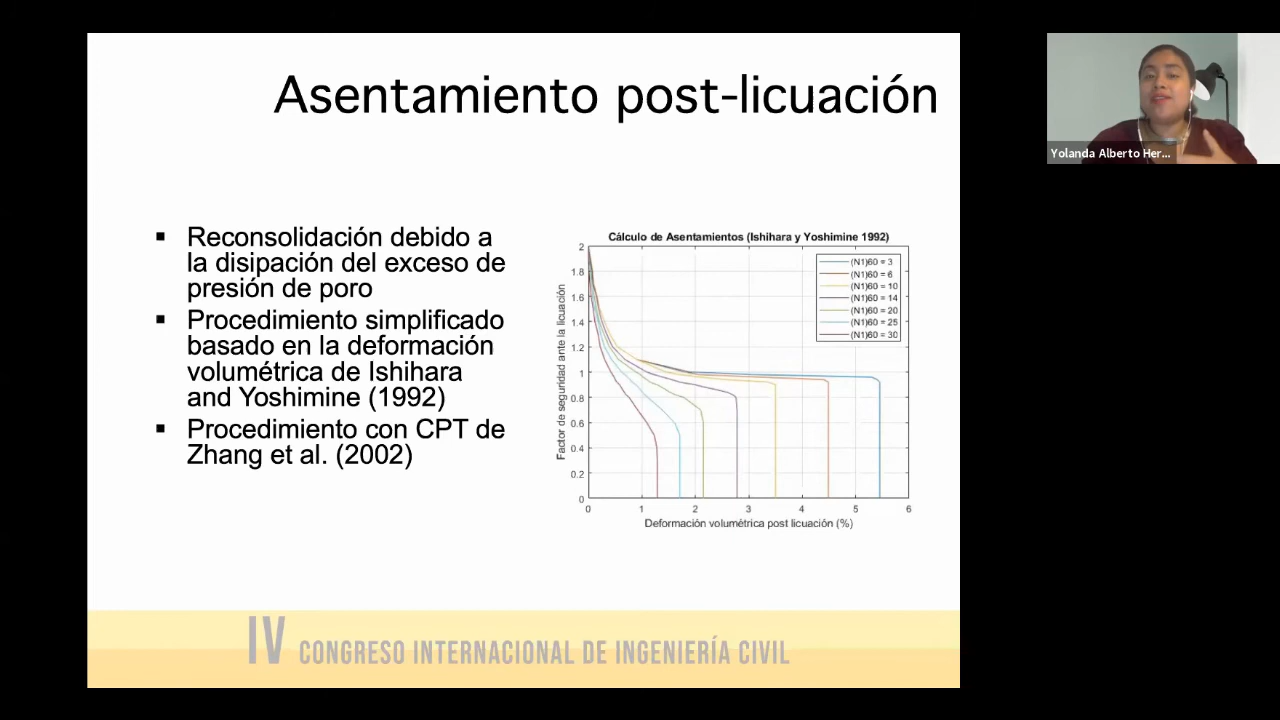 Asentamiento post-licuación
Yolanda Alberto Her...
▪ Reconsolidación debido a
la disipación del exceso de
presión de poro
▪ Procedimiento simplificado
basado en la deformación
volumétrica de Ishihara
and Yoshimine (1992)
▪ Procedimiento con CPT de
Zhang et al. (2002)
Cálculo de Asentamientos (Ishihara y Yoshimine 1992)
(N1)60 = 3
(N1)60 = 6
(N1)60 = 10
(N1)60 = 14
(N1)60 = 20
(N1)60 = 25
(N1)60 = 30
Factor de seguridad ante la licuación
2
1.8
1.6
1.4
1.2
1
0.8
0.6
0.4
0.2
0
0 1 2 3 4 5 6
Deformación volumétrica post licuación (%)
IV CONGRESO INTERNACIONAL DE INGENIERÍA CIVIL